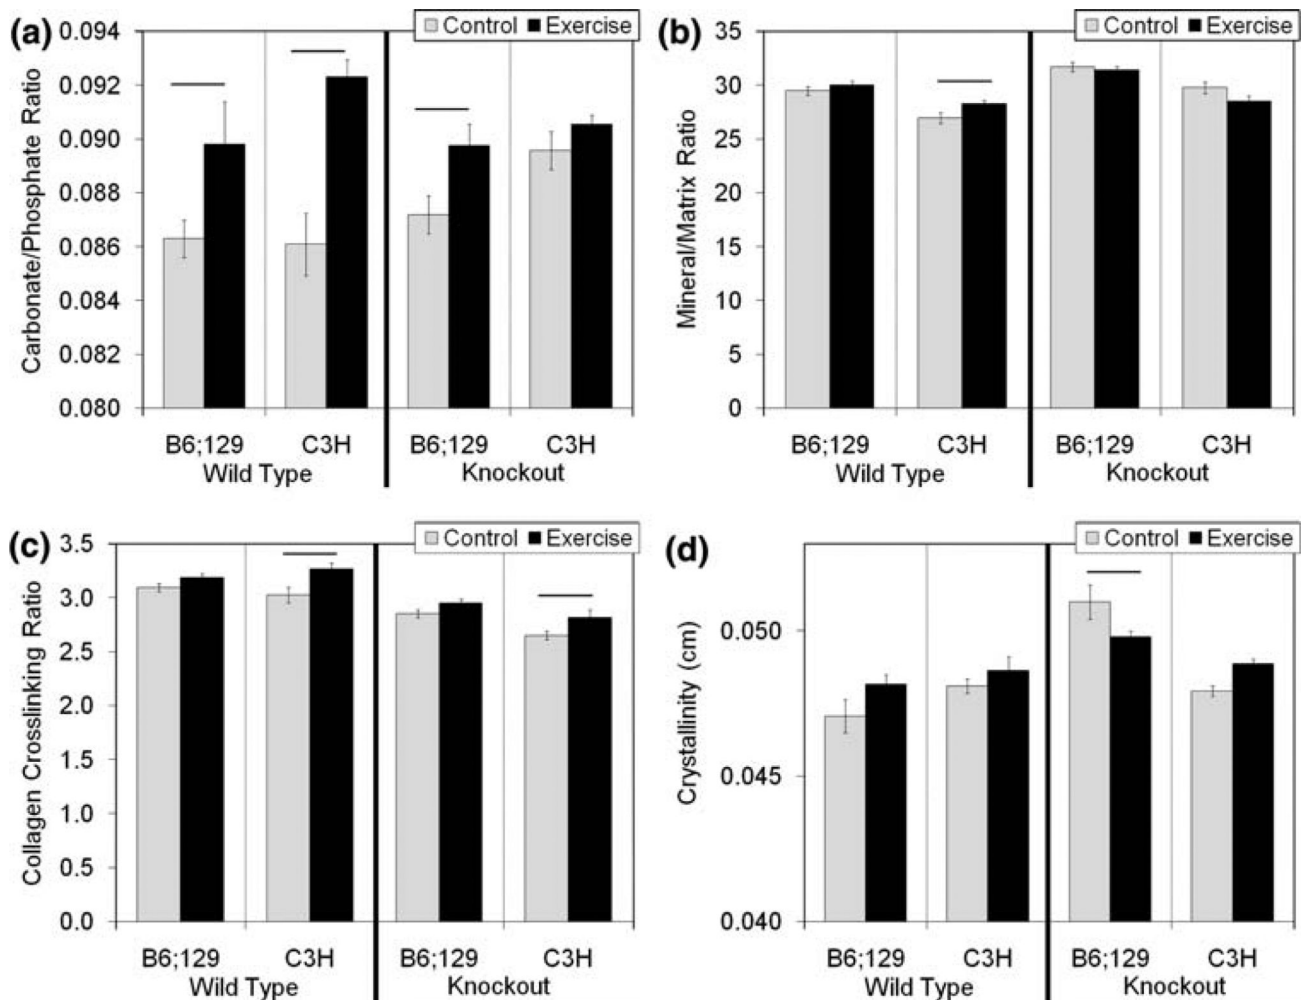 (a)
Control Exercise
Carbonate/Phosphate Ratio
0.094
0.092
0.090
0.088
0.086
0.084
0.082
0.080
B6;129 C3H B6;129 C3H
Wild Type Knockout
(b)
Control Exercise
Mineral/Matrix Ratio
35
30
25
20
15
10
5
0
B6;129 C3H B6;129 C3H
Wild Type Knockout
(c)
Control Exercise
Collagen Crosslinking Ratio
3.5
3.0
2.5
2.0
1.5
1.0
0.5
0.0
B6;129 C3H B6;129 C3H
Wild Type Knockout
(d)
Control Exercise
Crystallinity (cm)
0.050
0.045
0.040
B6;129 C3H B6;129 C3H
Wild Type Knockout